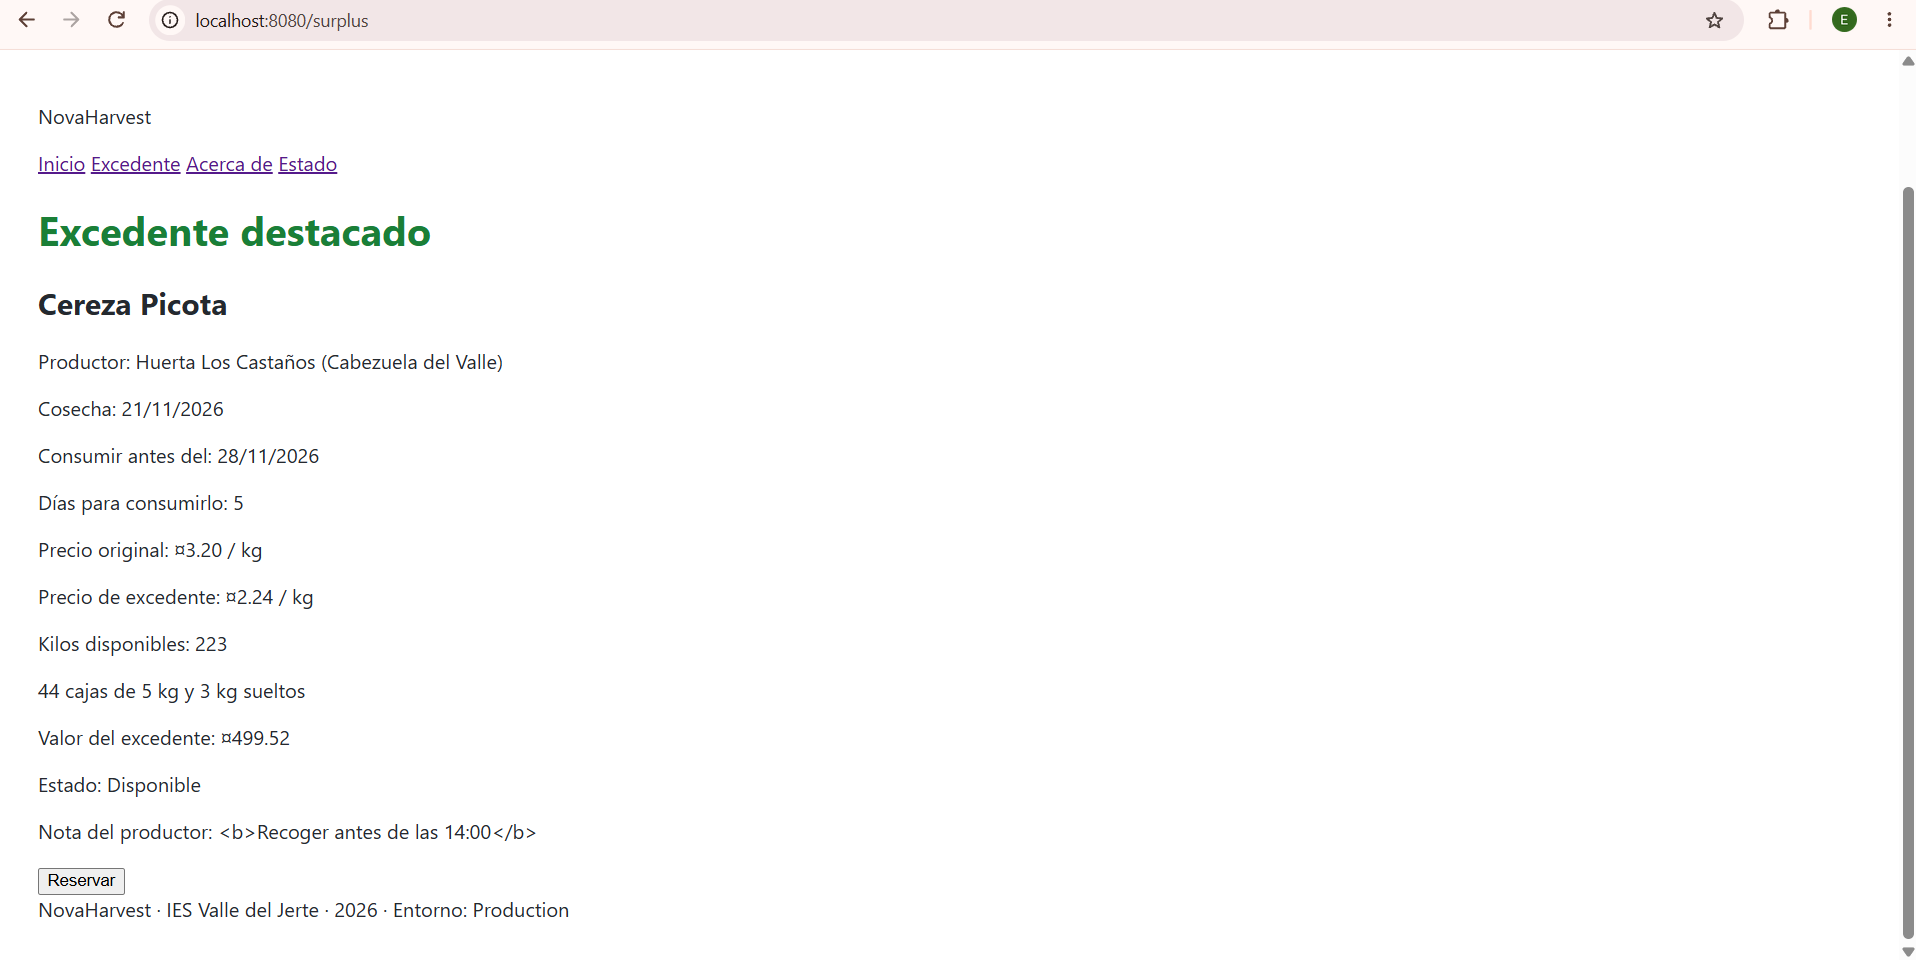 localhost:8080/surplus
E
NovaHarvest
Inicio Excedente Acerca de Estado
Excedente destacado
Cereza Picota
Productor: Huerta Los Castaños (Cabezuela del Valle)
Cosecha: 21/11/2026
Consumir antes del: 28/11/2026
Días para consumirlo: 5
Precio original: ¤3.20 / kg
Precio de excedente: ¤2.24 / kg
Kilos disponibles: 223
44 cajas de 5 kg y 3 kg sueltos
Valor del excedente: ¤499.52
Estado: Disponible
Nota del productor: <b>Recoger antes de las 14:00</b>
Reservar
NovaHarvest · IES Valle del Jerte · 2026 · Entorno: Production